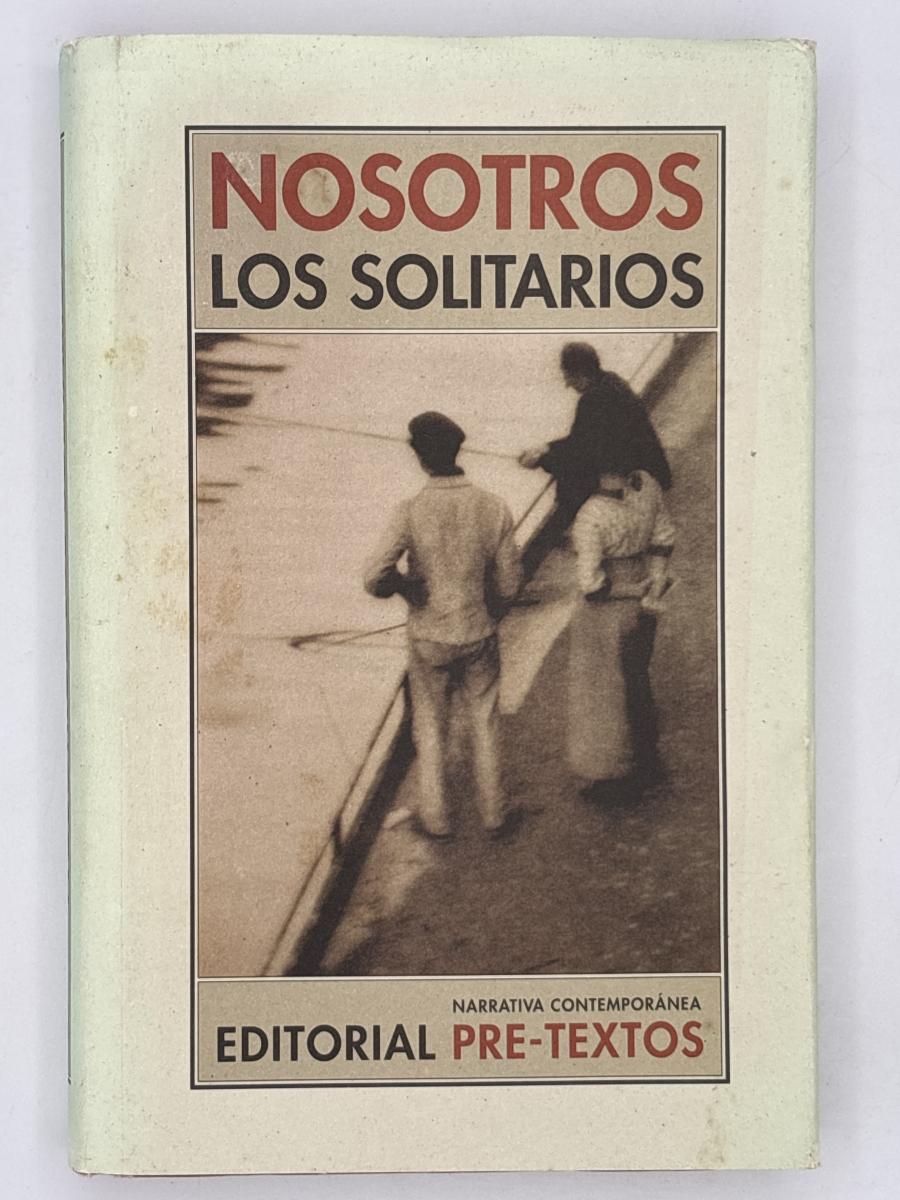 NOSOTROS
LOS SOLITARIOS
NARRATIVA CONTEMPORÁNEA
EDITORIAL PRE-TEXTOS